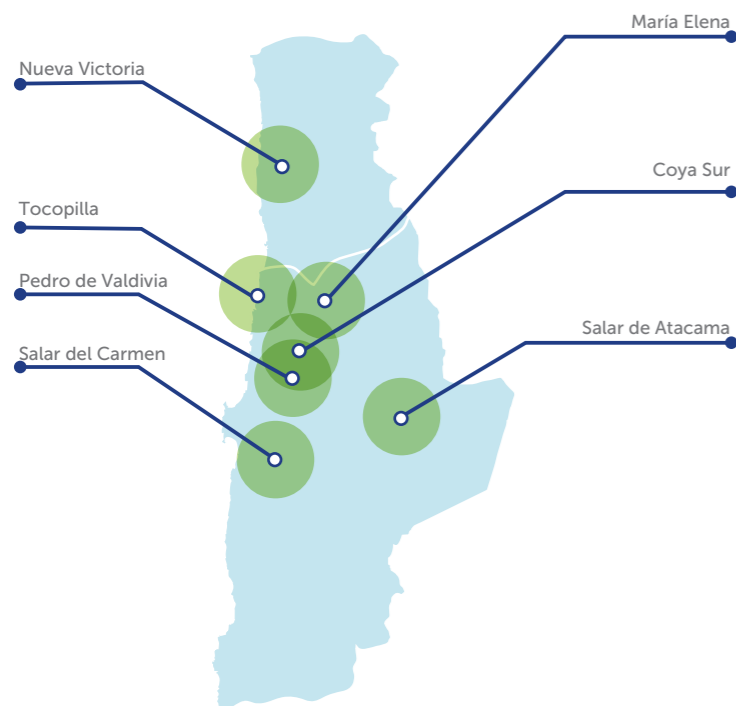 María Elena
Nueva Victoria
Coya Sur
Tocopilla
Pedro de Valdivia
Salar de Atacama
Salar del Carmen